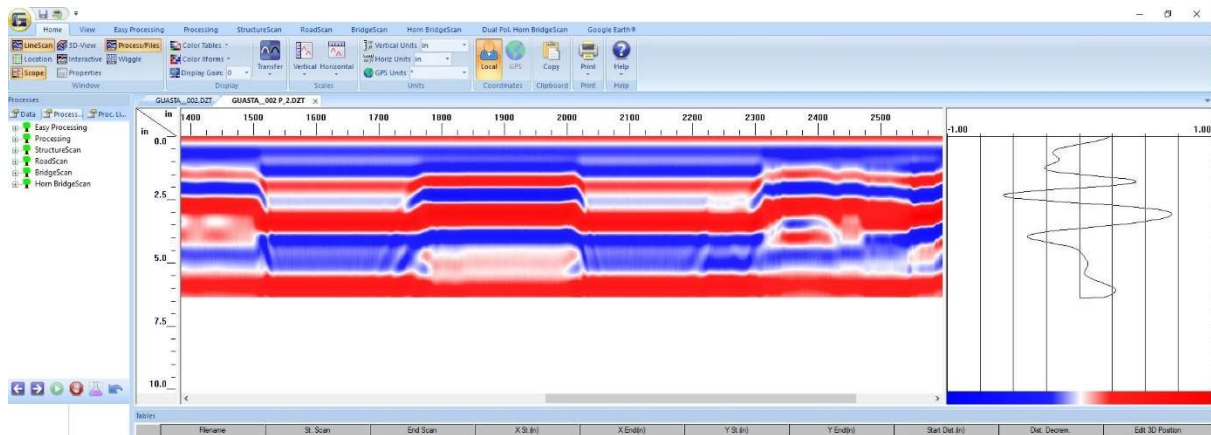 Home View Easy Processing Processing StructureScan RoadScan BridgeScan Horn BridgeScan Dual Pol. Horn BridgeScan Google Earth®
LineScan 3D-View Process/Files Color Tables Vertical Units in
Location Interactive Wiggle Color Xforms Horiz Units in
Scope Properties Display Gain: 0 GPS Units
Transfer Vertical Horizontal Local GPS Copy Print Help
Window Display Scales Units Coordinates Clipboard Print Help
Processes GUASTA__002.DZT GUASTA__002 P_2.DZT ×
Data Process... Proc. Li...
Easy Processing
Processing
StructureScan
RoadScan
BridgeScan
Horn BridgeScan
in 1400 1500 1600 1700 1800 1900 2000 2100 2200 2300 2400 2500
in
0.0
2.5
5.0
7.5
10.0
-1.00 1.00
Tables
Filename St. Scan End Scan X St.(in) X End(in) Y St.(in) Y End(in) Start Dist.(in) Dist. Decrem. Edit 3D Position